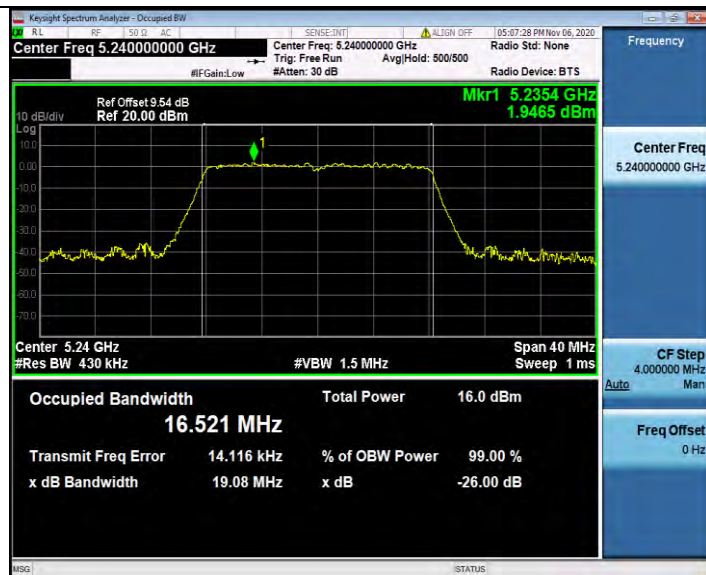 Keysight Spectrum Analyzer - Occupied BW
RL RF 50 Ω AC SENSE:INT ALIGN OFF 05:07:28 PM Nov 06, 2020
Center Freq 5.240000000 GHz
Center Freq: 5.240000000 GHz
Radio Std: None
Trig: Free Run Avg|Hold: 500/500
#IFGain:Low
#Atten: 30 dB
Radio Device: BTS
Frequency
Ref Offset 9.54 dB
Mkr1 5.2354 GHz
10 dB/div Ref 20.00 dBm
1.9465 dBm
Log
1
10.0
0.00
-10.0
-20.0
-30.0
-40.0
-50.0
-60.0
-70.0
Center Freq
5.240000000 GHz
Center 5.24 GHz
Span 40 MHz
#Res BW 430 kHz
#VBW 1.5 MHz
Sweep 1 ms
CF Step
4.000000 MHz
Auto Man
Occupied Bandwidth
Total Power 16.0 dBm
16.521 MHz
Freq Offset
0 Hz
Transmit Freq Error 14.116 kHz
% of OBW Power 99.00 %
x dB Bandwidth 19.08 MHz
x dB -26.00 dB
MSG
STATUS